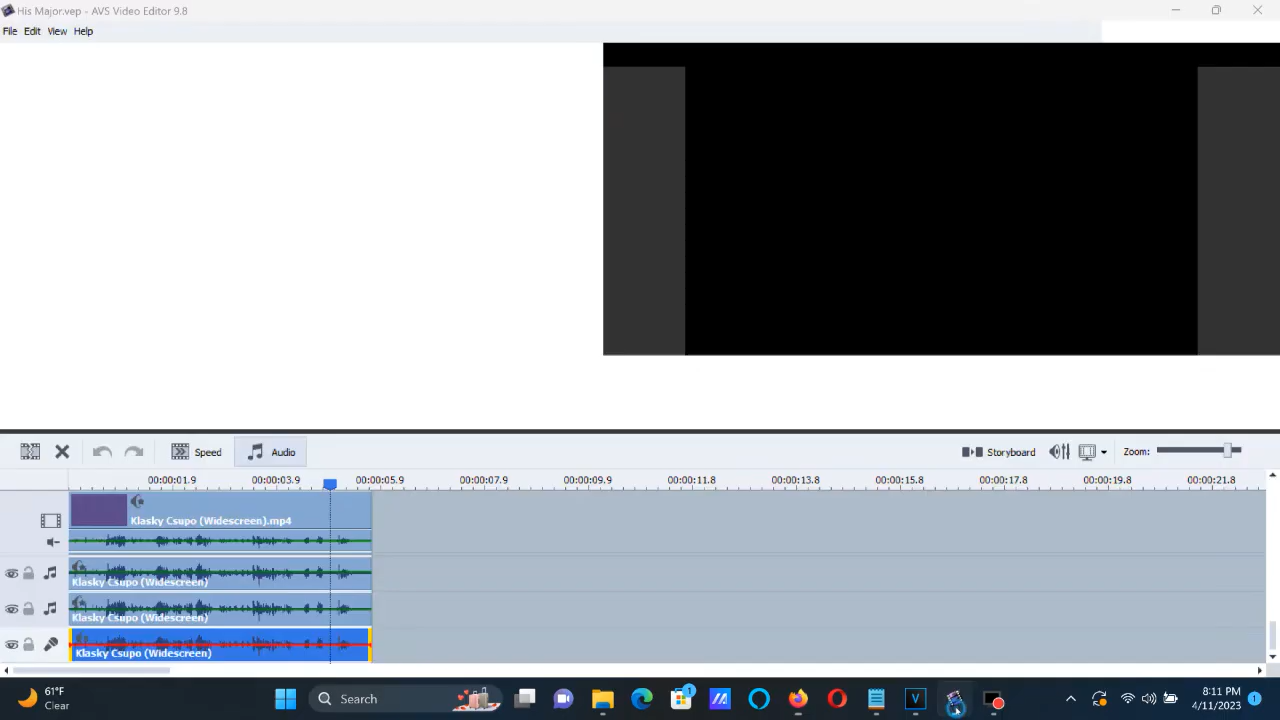 His Major.vep - AVS Video Editor 9.8
File Edit View Help
Speed Audio Storyboard Zoom:
00:00:01.9 00:00:03.9 00:00:05.9 00:00:07.9 00:00:09.9 00:00:11.8 00:00:13.8 00:00:15.8 00:00:17.8 00:00:19.8 00:00:21.8
Klasky Csupo (Widescreen).mp4
Klasky Csupo (Widescreen)
Klasky Csupo (Widescreen)
Klasky Csupo (Widescreen)
61°F
Clear
Search
1
V
8:11 PM
4/11/2023
1